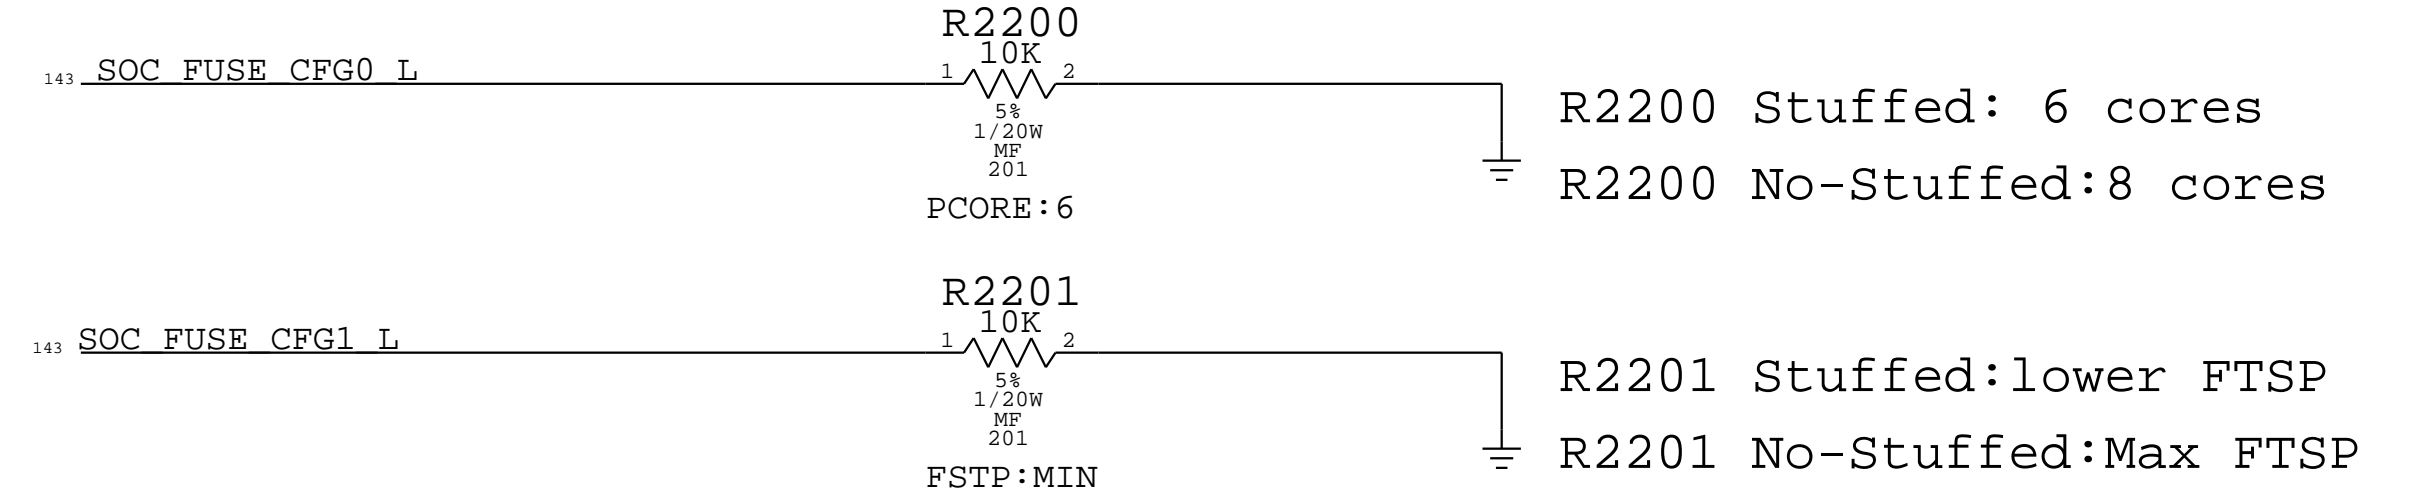 R2200
10K
143 SOC_FUSE_CFG0_L 1 2
5%
1/20W
MF
201
PCORE:6
R2200 Stuffed: 6 cores
R2200 No-Stuffed:8 cores
R2201
10K
143 SOC_FUSE_CFG1_L 1 2
5%
1/20W
MF
201
FSTP:MIN
R2201 Stuffed:lower FTSP
R2201 No-Stuffed:Max FTSP